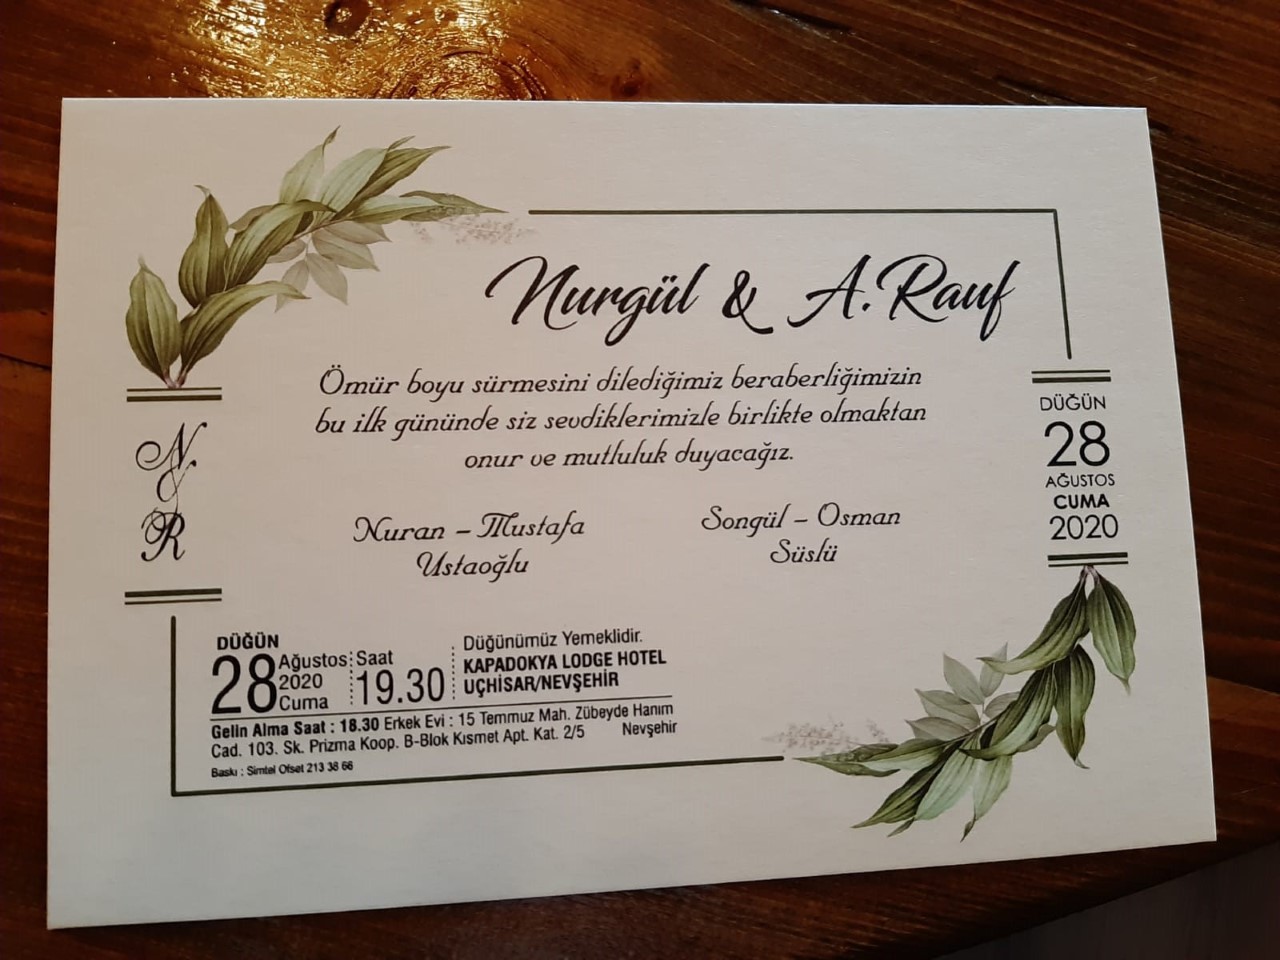 Nurgül & A.Rauf
Ömür boyu sürmesini dilediğimiz beraberliğimizin
bu ilk gününde siz sevdiklerimizle birlikte olmaktan
onur ve mutluluk duyacağız.
N
&
R
DÜĞÜN
28
AĞUSTOS
CUMA
2020
Nuran – Mustafa
Ustaoğlu
Songül – Osman
Süslü
DÜĞÜN
28 Ağustos
2020
Cuma
Saat
19.30
Düğünümüz Yemeklidir.
KAPADOKYA LODGE HOTEL
UÇHİSAR/NEVŞEHİR
Gelin Alma Saat : 18.30 Erkek Evi : 15 Temmuz Mah. Zübeyde Hanım
Cad. 103. Sk. Prizma Koop. B-Blok Kısmet Apt. Kat. 2/5 Nevşehir
Baskı : Simtel Ofset 213 38 66